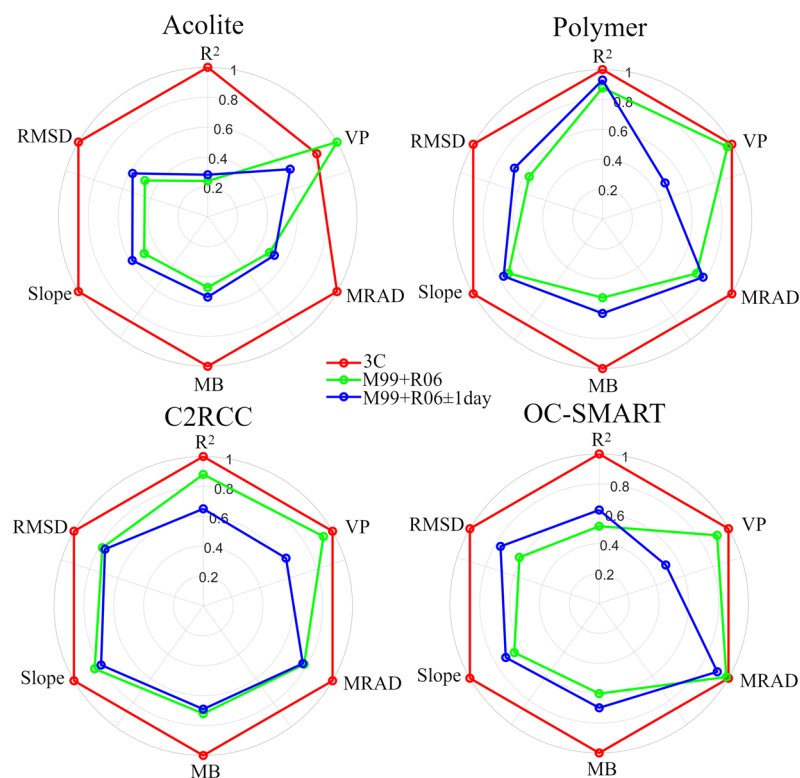 Acolite
R²
1
0.8
0.6
0.4
0.2
VP
MRAD
MB
Slope
RMSD
Polymer
R²
1
0.8
0.6
0.4
0.2
VP
MRAD
MB
Slope
RMSD
3C
M99+R06
M99+R06±1day
C2RCC
R²
1
0.8
0.6
0.4
0.2
VP
MRAD
MB
Slope
RMSD
OC-SMART
R²
1
0.8
0.6
0.4
0.2
VP
MRAD
MB
Slope
RMSD